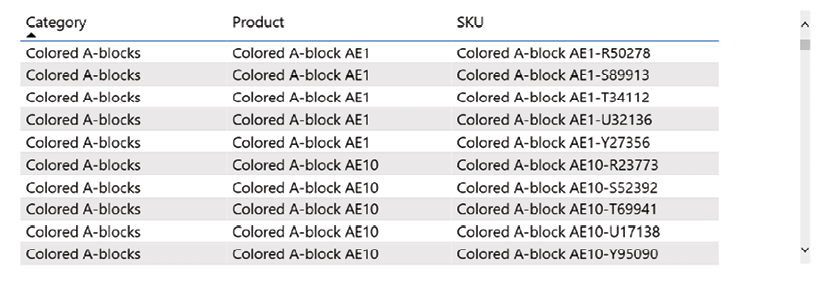 Category Product SKU
Colored A-blocks Colored A-block AE1 Colored A-block AE1-R50278
Colored A-blocks Colored A-block AE1 Colored A-block AE1-S89913
Colored A-blocks Colored A-block AE1 Colored A-block AE1-T34112
Colored A-blocks Colored A-block AE1 Colored A-block AE1-U32136
Colored A-blocks Colored A-block AE1 Colored A-block AE1-Y27356
Colored A-blocks Colored A-block AE10 Colored A-block AE10-R23773
Colored A-blocks Colored A-block AE10 Colored A-block AE10-S52392
Colored A-blocks Colored A-block AE10 Colored A-block AE10-T69941
Colored A-blocks Colored A-block AE10 Colored A-block AE10-U17138
Colored A-blocks Colored A-block AE10 Colored A-block AE10-Y95090